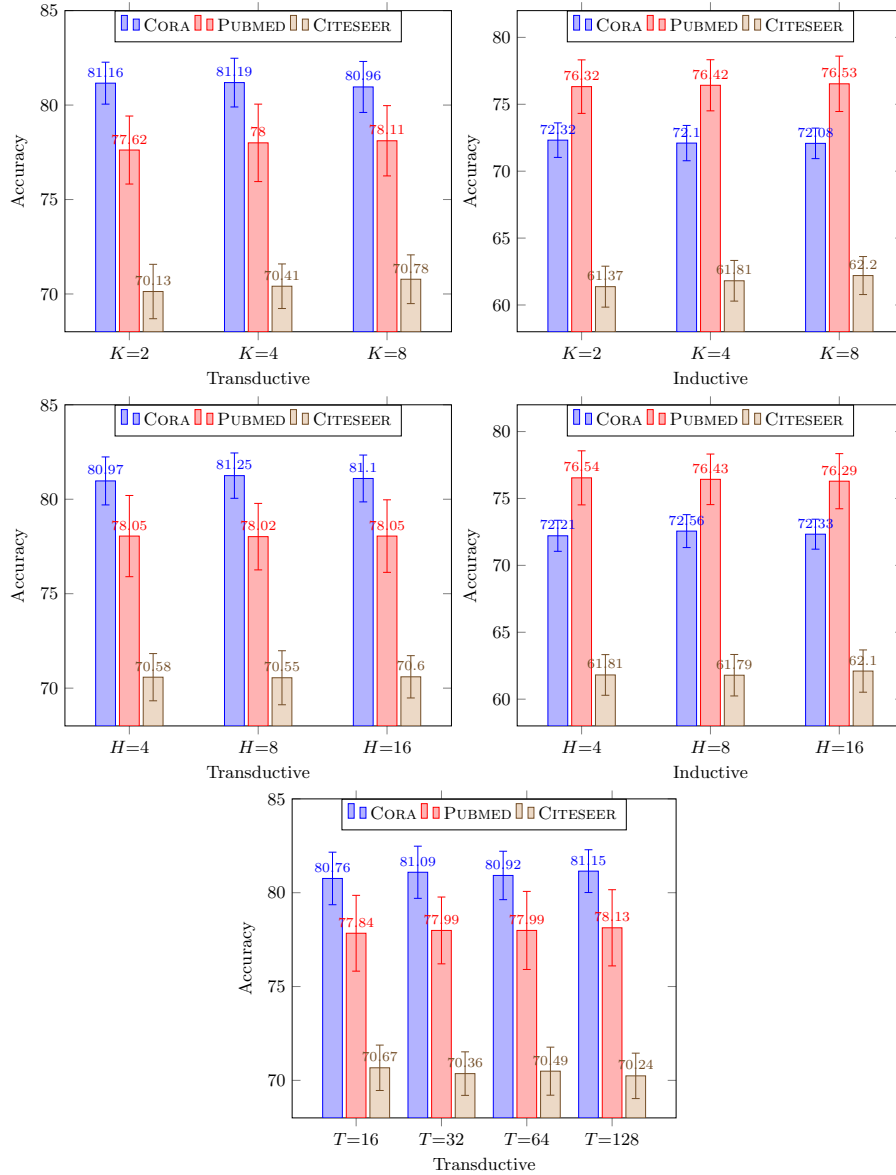 85
80
75
70
Accuracy
CORA PUBMED CITESEER
81.16 81.19 80.96
77.62 78 78.11
70.13 70.41 70.78
K=2 K=4 K=8
Transductive
80
75
70
65
60
Accuracy
CORA PUBMED CITESEER
76.32 76.42 76.53
72.32 72.1 72.08
61.37 61.81 62.2
K=2 K=4 K=8
Inductive
85
80
75
70
Accuracy
CORA PUBMED CITESEER
80.97 81.25 81.1
78.05 78.02 78.05
70.58 70.55 70.6
H=4 H=8 H=16
Transductive
80
75
70
65
60
Accuracy
CORA PUBMED CITESEER
76.54 76.43 76.29
72.21 72.56 72.33
61.81 61.79 62.1
H=4 H=8 H=16
Inductive
85
80
75
70
Accuracy
CORA PUBMED CITESEER
80.76 81.09 80.92 81.15
77.84 77.99 77.99 78.13
70.67 70.36 70.49 70.24
T=16 T=32 T=64 T=128
Transductive